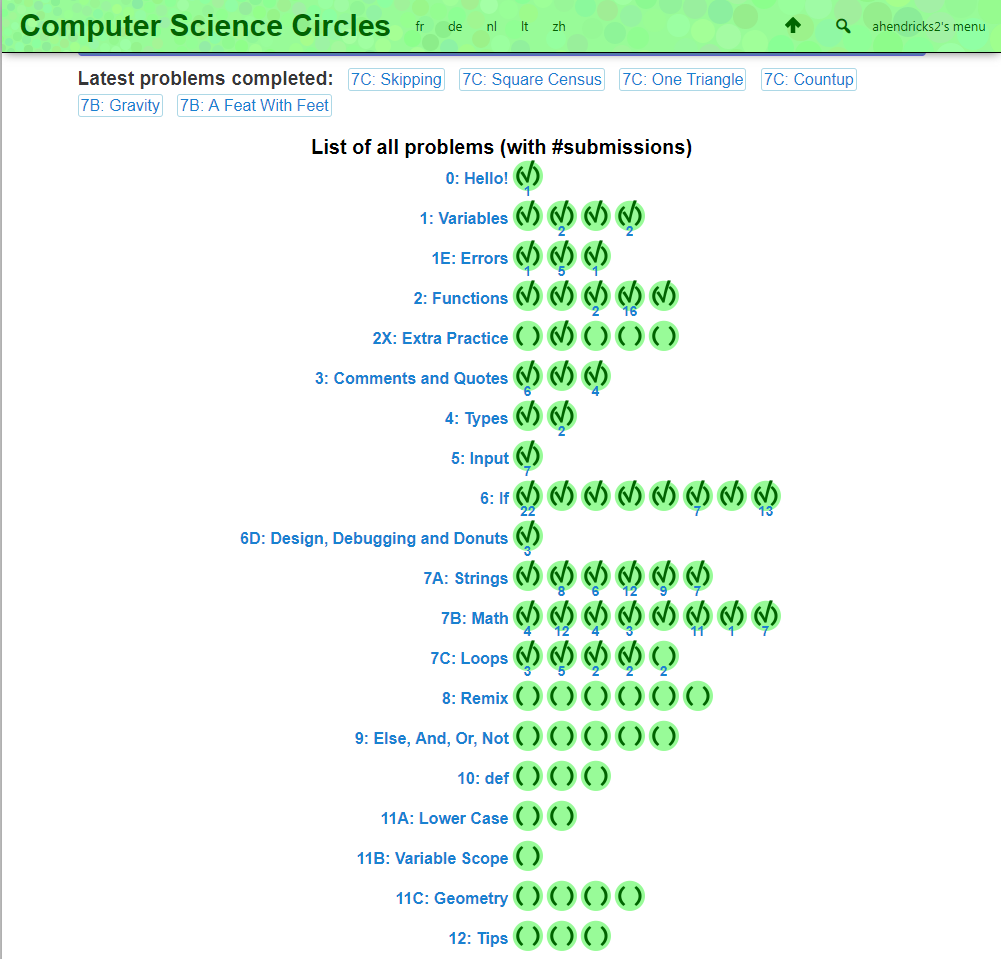 Computer Science Circles fr de nl lt zh ahendricks2's menu
Latest problems completed: 7C: Skipping 7C: Square Census 7C: One Triangle 7C: Countup
7B: Gravity 7B: A Feat With Feet
List of all problems (with #submissions)
0: Hello!
1
1: Variables
2 2
1E: Errors
1 5 1
2: Functions
2 16
2X: Extra Practice
3: Comments and Quotes
6 4
4: Types
2
5: Input
7
6: If
22 7 13
6D: Design, Debugging and Donuts
3
7A: Strings
8 6 12 9 7
7B: Math
4 12 4 3 11 1 7
7C: Loops
3 5 2 2 2
8: Remix
9: Else, And, Or, Not
10: def
11A: Lower Case
11B: Variable Scope
11C: Geometry
12: Tips